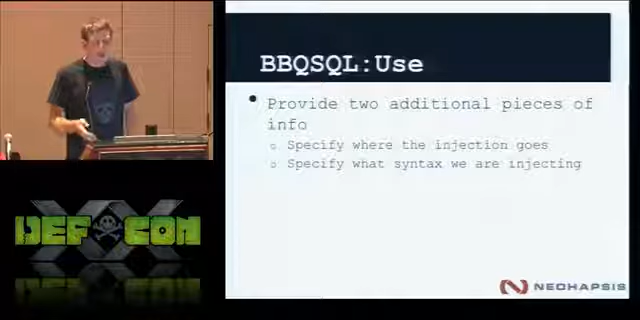 BBQSQL:Use
Provide two additional pieces of
info
Specify where the injection goes
Specify what syntax we are injecting
DEF CON
XX
NEOHAPSIS